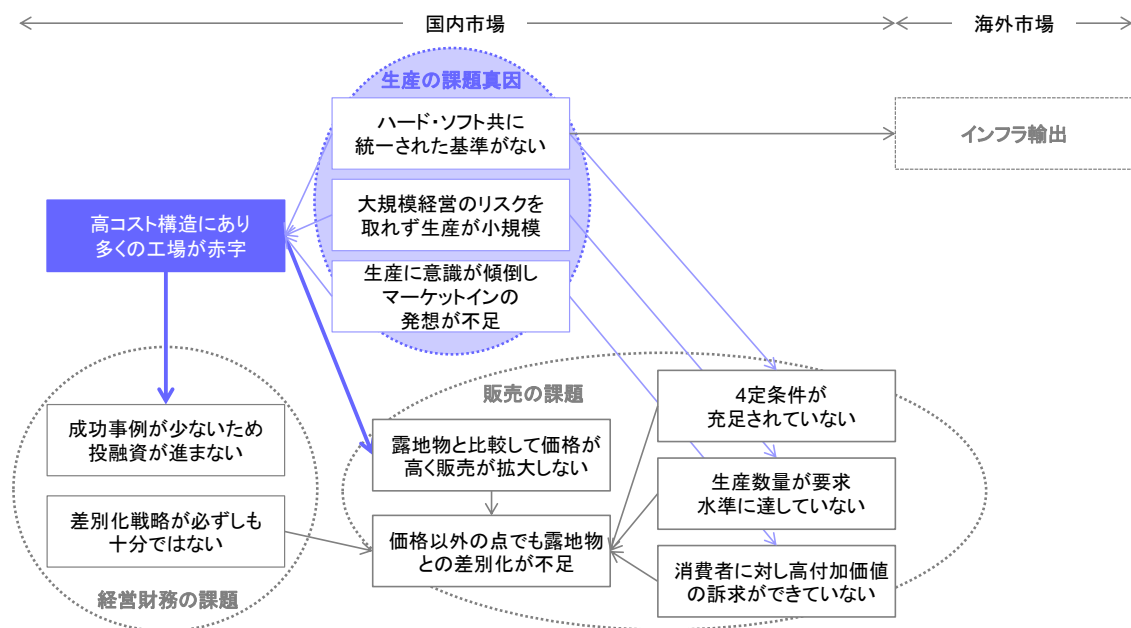 国内市場
海外市場
生産の課題真因
ハード・ソフト共に
統一された基準がない
インフラ輸出
大規模経営のリスクを
取れず生産が小規模
高コスト構造にあり
多くの工場が赤字
生産に意識が傾倒し
マーケットインの
発想が不足
販売の課題
4定条件が
充足されていない
成功事例が少ないため
投融資が進まない
露地物と比較して価格が
高く販売が拡大しない
生産数量が要求
水準に達していない
差別化戦略が必ずしも
十分ではない
価格以外の点でも露地物
との差別化が不足
消費者に対し高付加価値
の訴求ができていない
経営財務の課題